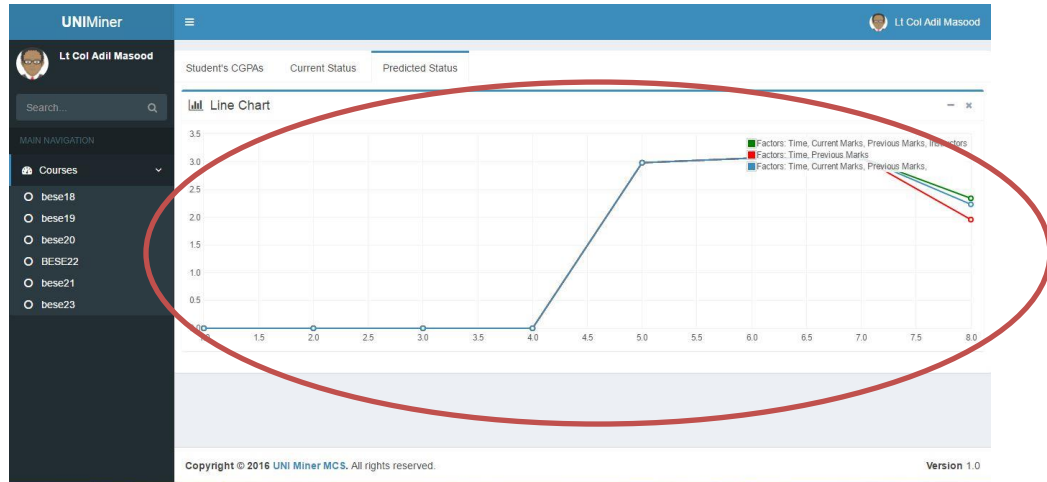 UNIMiner
Lt Col Adil Masood
Lt Col Adil Masood
Search...
MAIN NAVIGATION
Courses
bese18
bese19
bese20
BESE22
bese21
bese23
Student's CGPAs Current Status Predicted Status
Line Chart
Factors: Time, Current Marks, Previous Marks, Instructors
Factors: Time, Previous Marks
Factors: Time, Current Marks, Previous Marks,
3.5
3.0
2.5
2.0
1.5
1.0
0.5
1.5 2.0 2.5 3.0 3.5 4.0 4.5 5.0 5.5 6.0 6.5 7.0 7.5 8.0
Copyright © 2016 UNI Miner MCS. All rights reserved.
Version 1.0